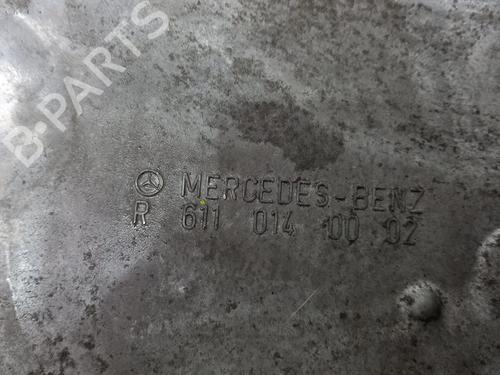 B-PARTS
MERCEDES-BENZ
R 611 014 00 02